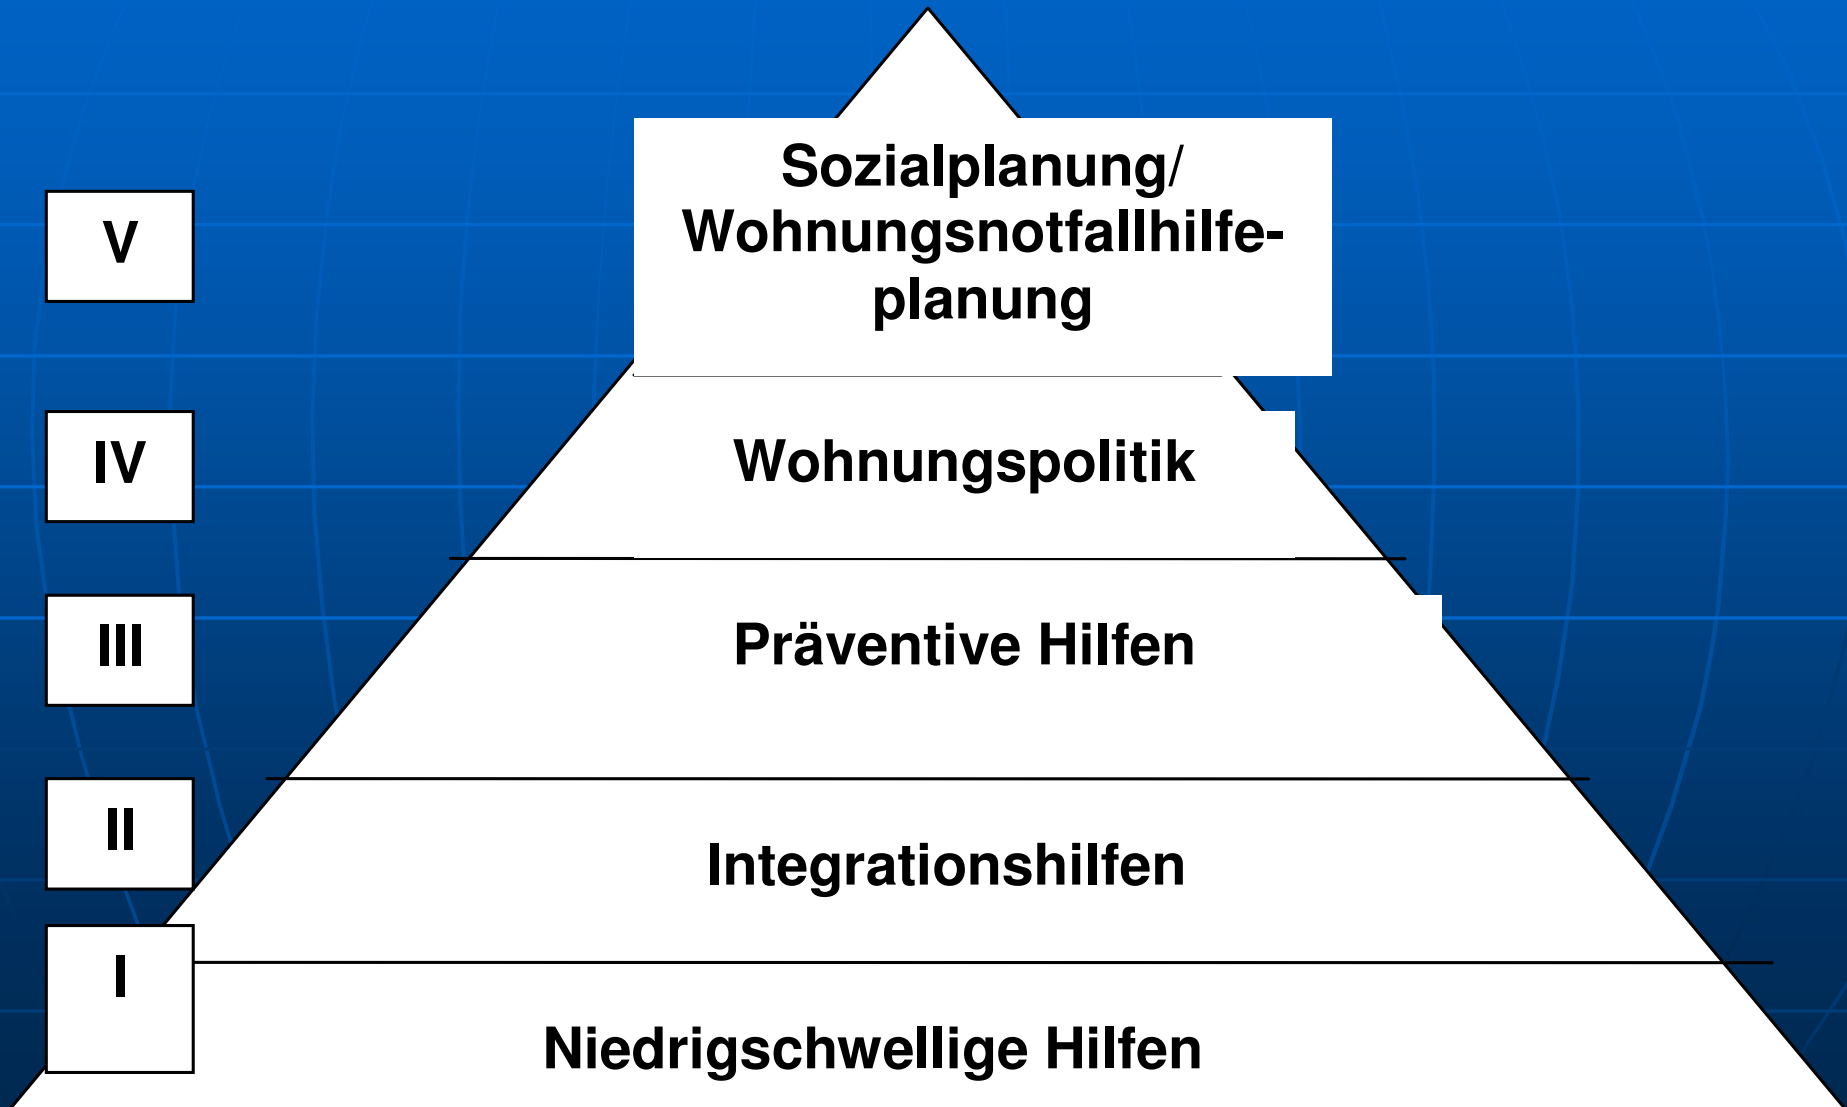 V
Sozialplanung/
Wohnungsnotfallhilfe-
planung
IV
Wohnungspolitik
III
Präventive Hilfen
II
Integrationshilfen
I
Niedrigschwellige Hilfen